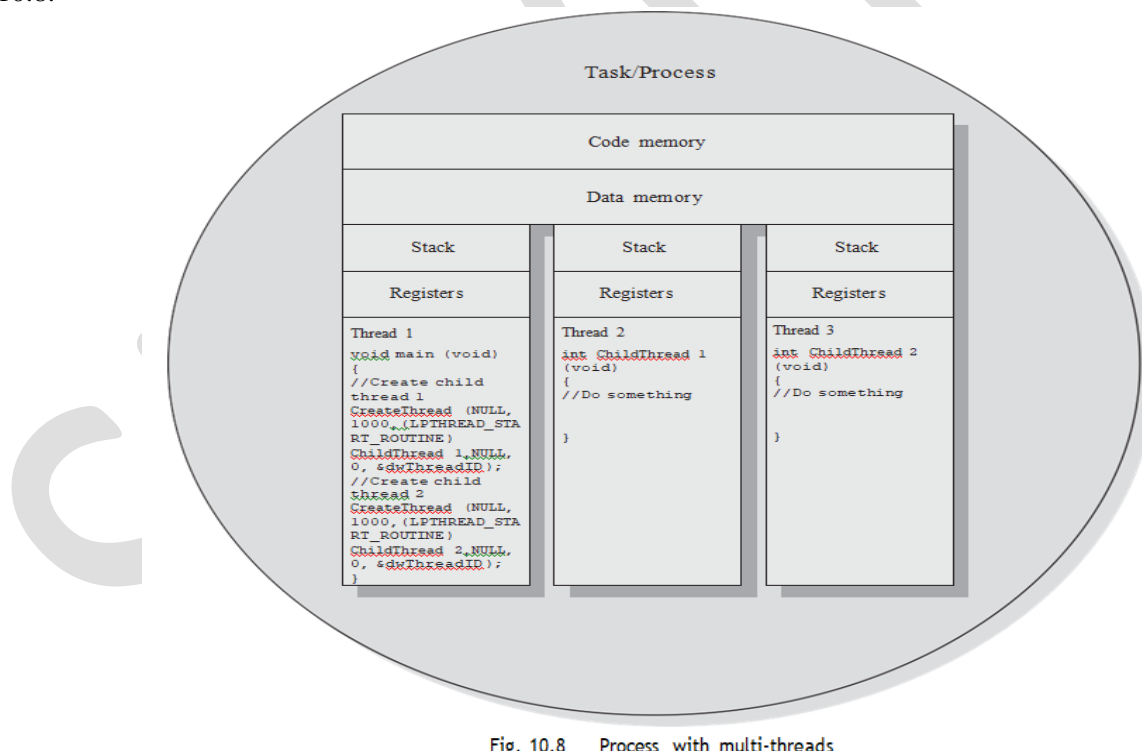 10.8.
Task/Process
Code memory
Data memory
Stack
Registers
Thread 1
void main (void)
{
//Create child
thread 1
CreateThread (NULL,
1000, (LPTHREAD_STA
RT_ROUTINE)
ChildThread 1,NULL,
0, &dwThreadID);
//Create child
thread 2
CreateThread (NULL,
1000, (LPTHREAD_STA
RT_ROUTINE)
ChildThread 2,NULL,
0, &dwThreadID);
}
Stack
Registers
Thread 2
int ChildThread 1
(void)
{
//Do something
}
Stack
Registers
Thread 3
int ChildThread 2
(void)
{
//Do something
}
Fig. 10.8 Process with multi-threads